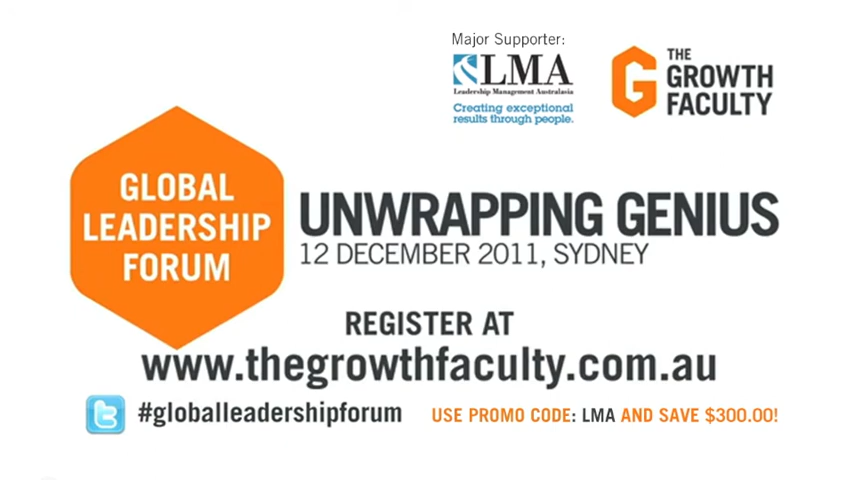 Major Supporter:
LMA
Leadership Management Australasia
Creating exceptional
results through people.
THE
GROWTH
FACULTY
GLOBAL
LEADERSHIP
FORUM
UNWRAPPING GENIUS
12 DECEMBER 2011, SYDNEY
REGISTER AT
www.thegrowthfaculty.com.au
#globalleadershipforum
USE PROMO CODE: LMA AND SAVE $300.00!